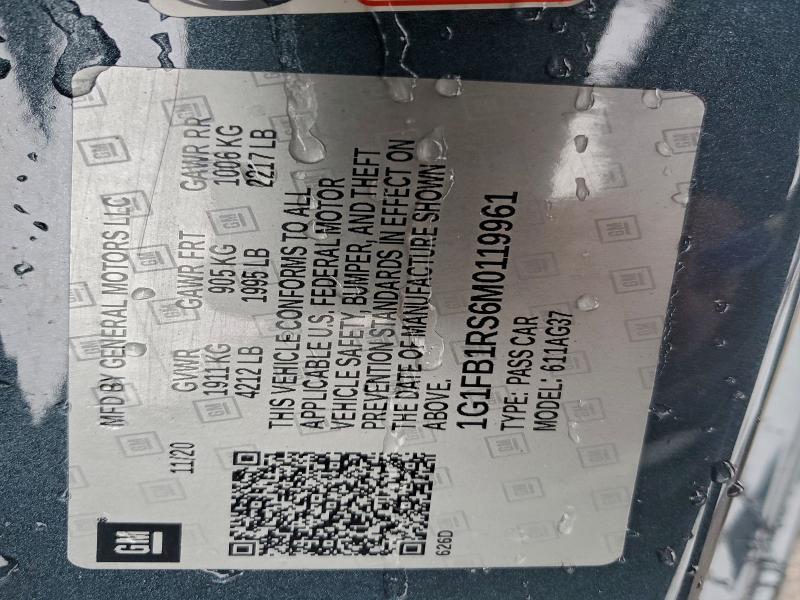 GM
MFD BY GENERAL MOTORS LLC
11/20
GVWR GAWR FRT GAWR RR
1911 KG 905 KG 1006 KG
4212 LB 1995 LB 2217 LB
THIS VEHICLE CONFORMS TO ALL
APPLICABLE U.S. FEDERAL MOTOR
VEHICLE SAFETY, BUMPER, AND THEFT
PREVENTION STANDARDS IN EFFECT ON
THE DATE OF MANUFACTURE SHOWN
ABOVE.
1G1FB1RS6M0119961
TYPE: PASS CAR
MODEL: 611AG37
626D